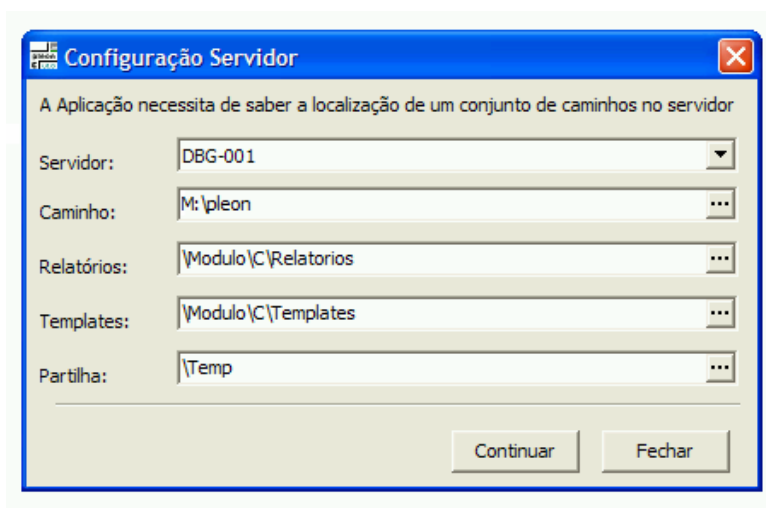 Configuração Servidor
A Aplicação necessita de saber a localização de um conjunto de caminhos no servidor
Servidor: DBG-001
Caminho: M:\pleon
Relatórios: \Modulo\C\Relatorios
Templates: \Modulo\C\Templates
Partilha: \Temp
Continuar Fechar